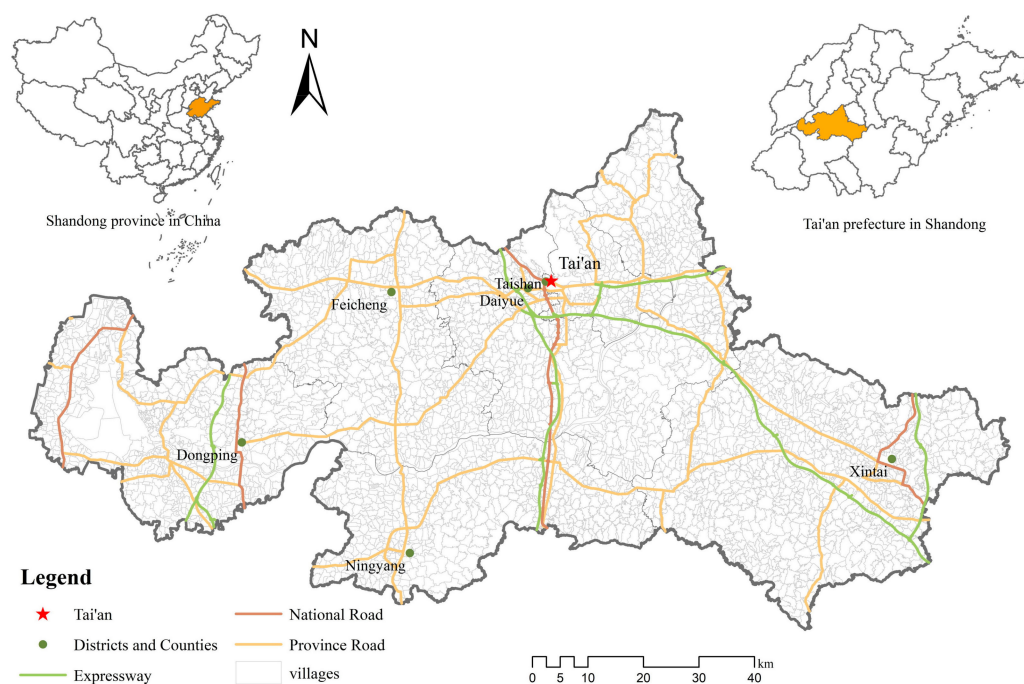 N
Shandong province in China
Tai'an prefecture in Shandong
Tai'an
Taishan
Daiyue
Feicheng
Dongping
Xintai
Ningyang
Legend
Tai'an
National Road
Districts and Counties
Province Road
Expressway
villages
km
0 5 10 20 30 40